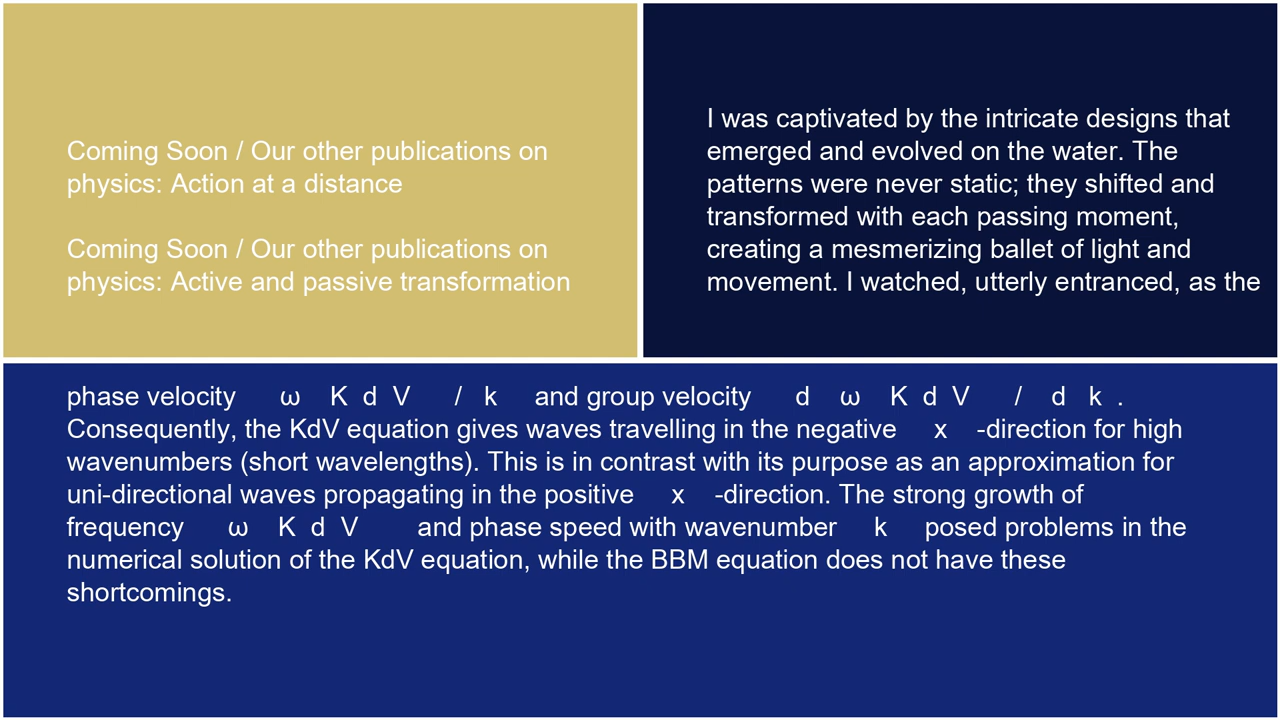 Coming Soon / Our other publications on
physics: Action at a distance
Coming Soon / Our other publications on
physics: Active and passive transformation
I was captivated by the intricate designs that
emerged and evolved on the water. The
patterns were never static; they shifted and
transformed with each passing moment,
creating a mesmerizing ballet of light and
movement. I watched, utterly entranced, as the
phase velocity ω K d V / k and group velocity d ω K d V / d k .
Consequently, the KdV equation gives waves travelling in the negative x -direction for high
wavenumbers (short wavelengths). This is in contrast with its purpose as an approximation for
uni-directional waves propagating in the positive x -direction. The strong growth of
frequency ω K d V and phase speed with wavenumber k posed problems in the
numerical solution of the KdV equation, while the BBM equation does not have these
shortcomings.